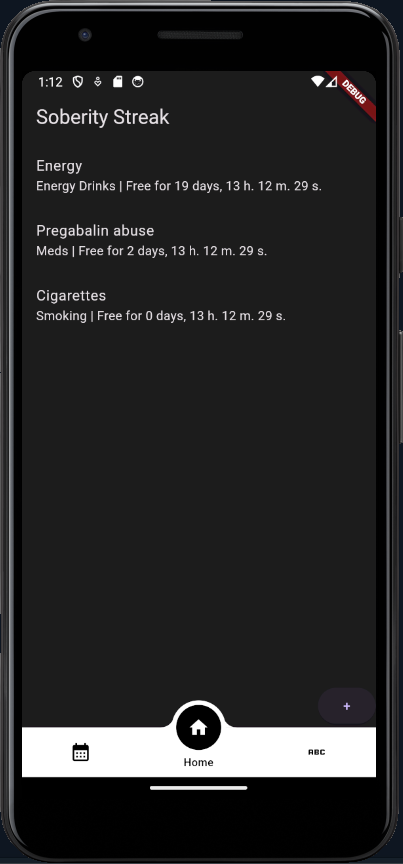 1:12
DEBUG
Soberity Streak
Energy
Energy Drinks | Free for 19 days, 13 h. 12 m. 29 s.
Pregabalin abuse
Meds | Free for 2 days, 13 h. 12 m. 29 s.
Cigarettes
Smoking | Free for 0 days, 13 h. 12 m. 29 s.
+
Home
ABC